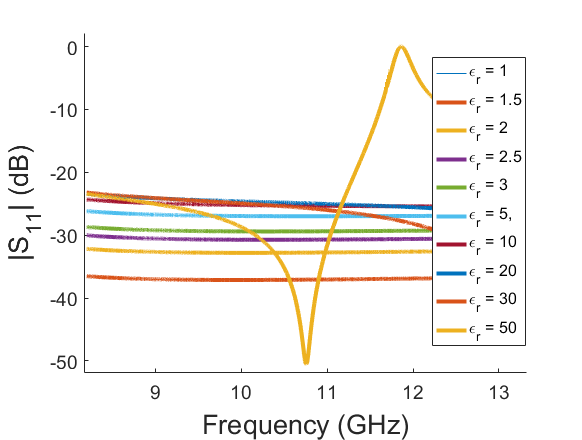 |S11| (dB)
0
-10
-20
-30
-40
-50
9
10
11
12
13
Frequency (GHz)
ϵr = 1
ϵr = 1.5
ϵr = 2
ϵr = 2.5
ϵr = 3
ϵr = 5,
ϵr = 10
ϵr = 20
ϵr = 30
ϵr = 50